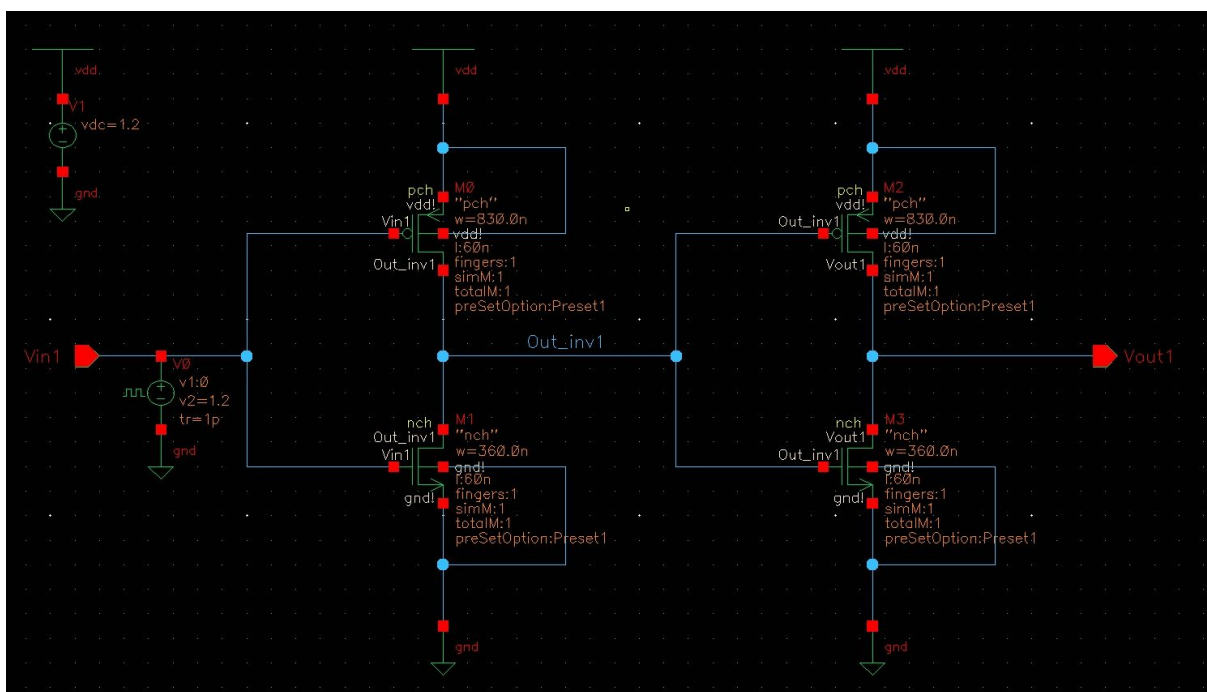 vdd
V1
vdc=1.2
gnd
vdd
pch
M0
vdd!
"pch"
Vin1
w=830.0n
vdd!
l:60n
Out_inv1
fingers:1
simM:1
totalM:1
preSetOption:Preset1
vdd
pch
M2
vdd!
"pch"
Out_inv1
w=830.0n
vdd!
l:60n
Vout1
fingers:1
simM:1
totalM:1
preSetOption:Preset1
Vin1
V0
v1:0
v2=1.2
tr=1p
gnd
Out_inv1
Vout1
nch
M1
Out_inv1
"nch"
Vin1
w=360.0n
gnd!
l:60n
gnd!
fingers:1
simM:1
totalM:1
preSetOption:Preset1
gnd
nch
M3
Vout1
"nch"
Out_inv1
w=360.0n
gnd!
l:60n
gnd!
fingers:1
simM:1
totalM:1
preSetOption:Preset1
gnd